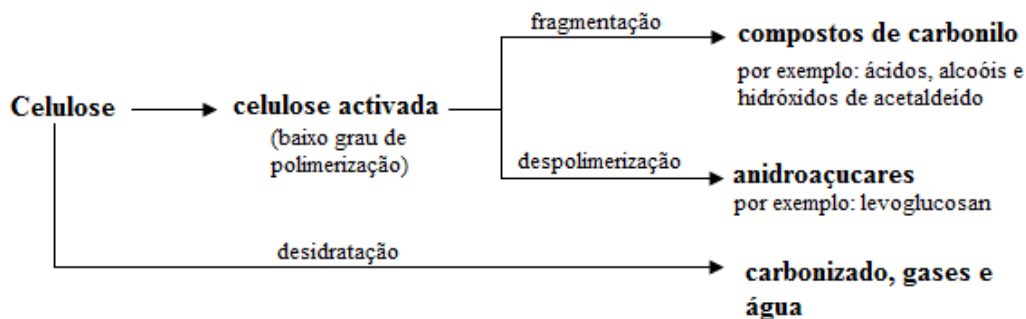 fragmentação
compostos de carbonilo
por exemplo: ácidos, alcoóis e
hidróxidos de acetaldeído
Celulose
celulose activada
(baixo grau de
polimerização)
despolimerização
anidroaçucares
por exemplo: levoglucosan
desidratação
carbonizado, gases e
água